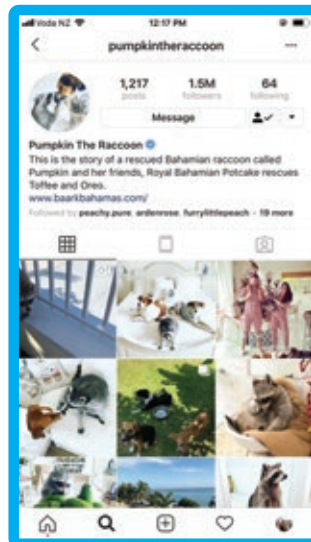 Voda NZ 12:17 PM
pumpkintheraccoon
1,217 1.5M 64
posts followers following
Message
Pumpkin The Raccoon
This is the story of a rescued Bahamian raccoon called
Pumpkin and her friends, Royal Bahamian Potcake rescues
Toffee and Oreo.
www.baarkbahamas.com/
Followed by peachy.pure, ardenrose, furrylittlepeach + 19 more